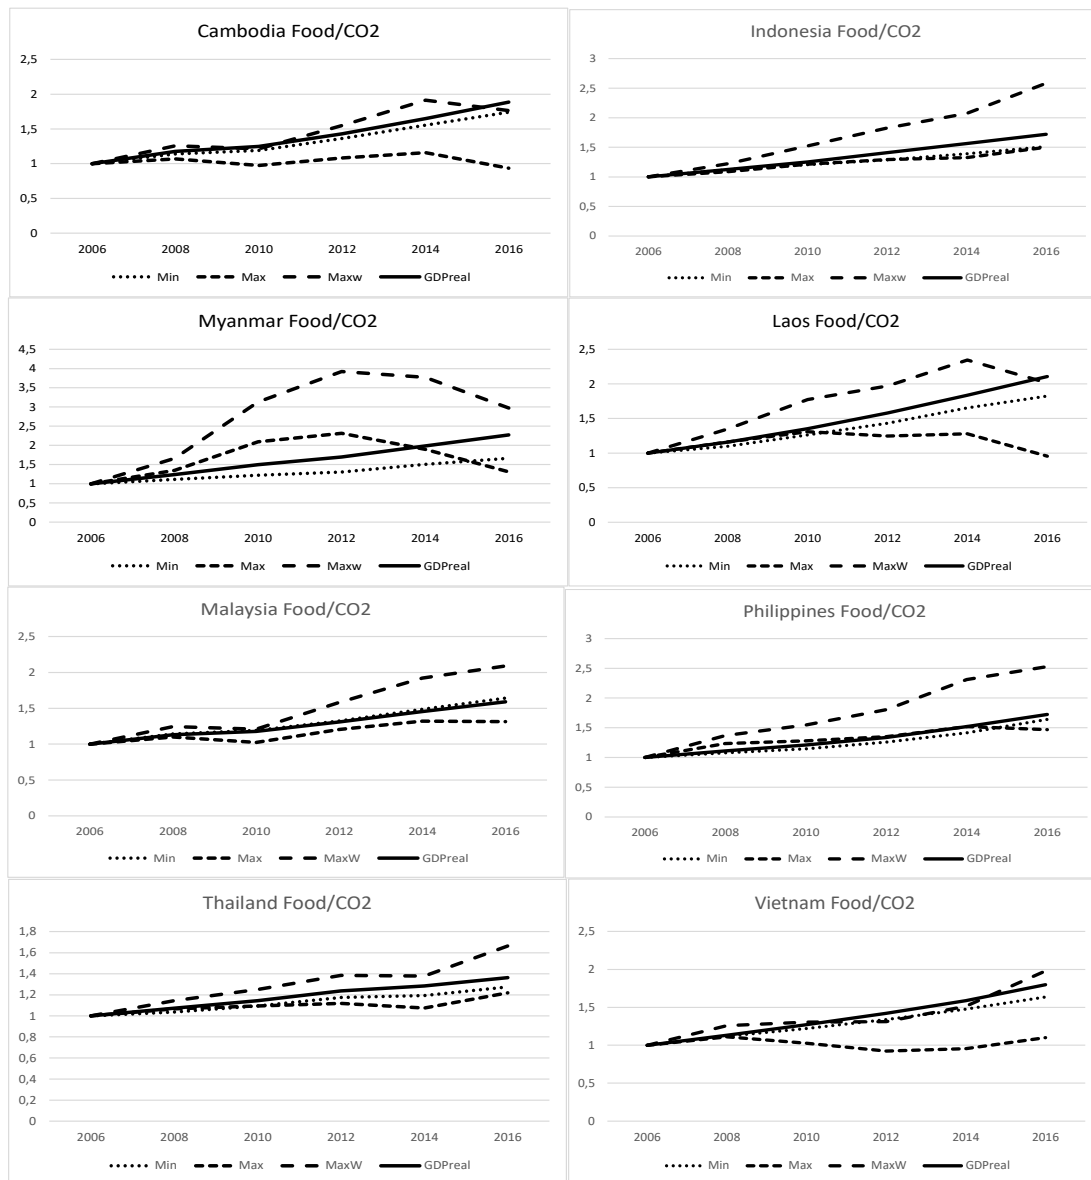 Cambodia Food/CO2
2,5
2
1,5
1
0,5
0
2006 2008 2010 2012 2014 2016
Min Max Maxw GDPreal
Indonesia Food/CO2
3
2,5
2
1,5
1
0,5
0
2006 2008 2010 2012 2014 2016
Min Max Maxw GDPreal
Myanmar Food/CO2
4,5
4
3,5
3
2,5
2
1,5
1
0,5
0
2006 2008 2010 2012 2014 2016
Min Max Maxw GDPreal
Laos Food/CO2
2,5
2
1,5
1
0,5
0
2006 2008 2010 2012 2014 2016
Min Max MaxW GDPreal
Malaysia Food/CO2
2,5
2
1,5
1
0,5
0
2006 2008 2010 2012 2014 2016
Min Max MaxW GDPreal
Philippines Food/CO2
3
2,5
2
1,5
1
0,5
0
2006 2008 2010 2012 2014 2016
Min Max MaxW GDPreal
Thailand Food/CO2
1,8
1,6
1,4
1,2
1
0,8
0,6
0,4
0,2
0
2006 2008 2010 2012 2014 2016
Min Max MaxW GDPreal
Vietnam Food/CO2
2,5
2
1,5
1
0,5
0
2006 2008 2010 2012 2014 2016
Min Max MaxW GDPreal